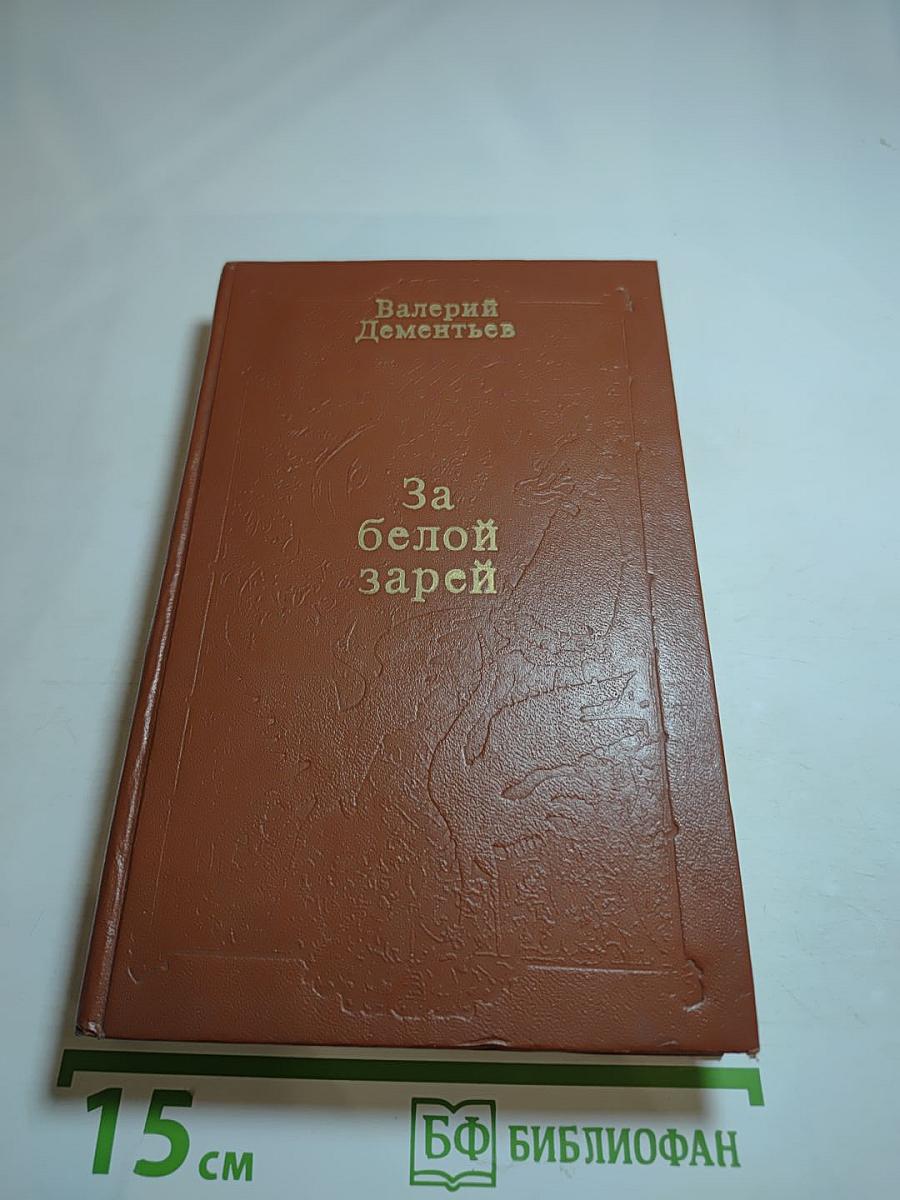 Валерий
Дементьев
За
белой
зарей
15 см
БФ БИБЛИОФАН